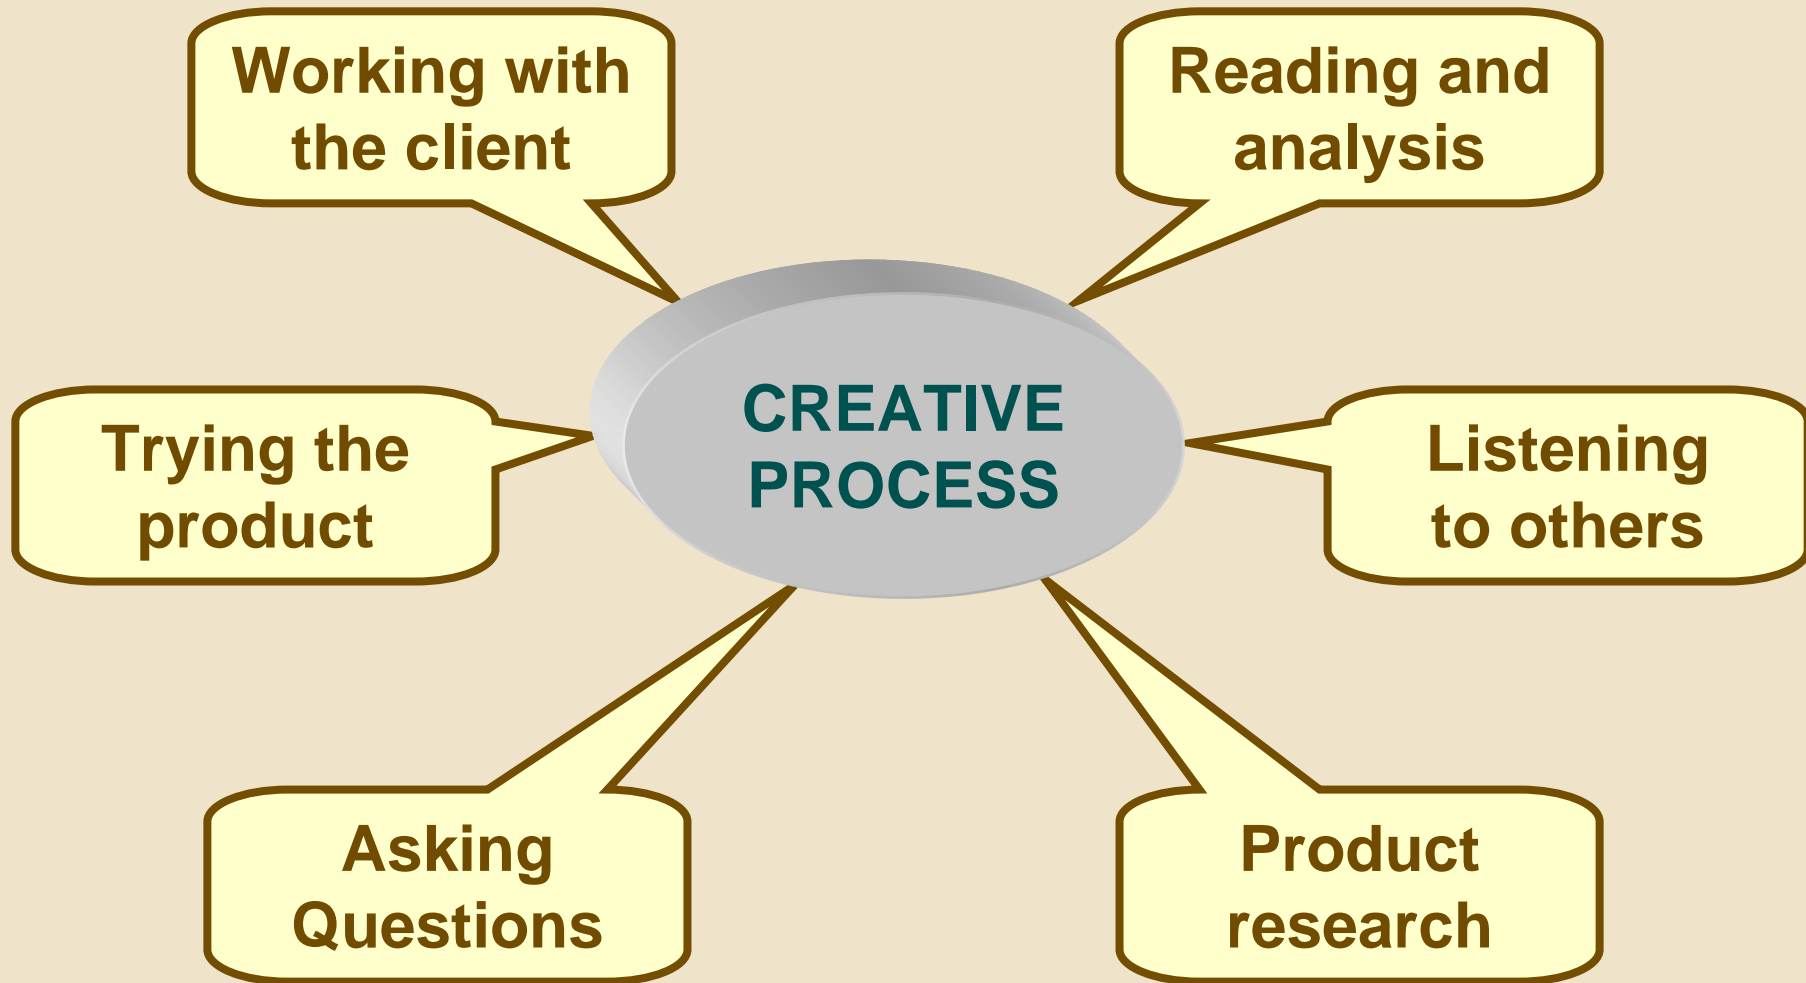 Working with
the client
Reading and
analysis
Trying the
product
CREATIVE
PROCESS
Listening
to others
Asking
Questions
Product
research